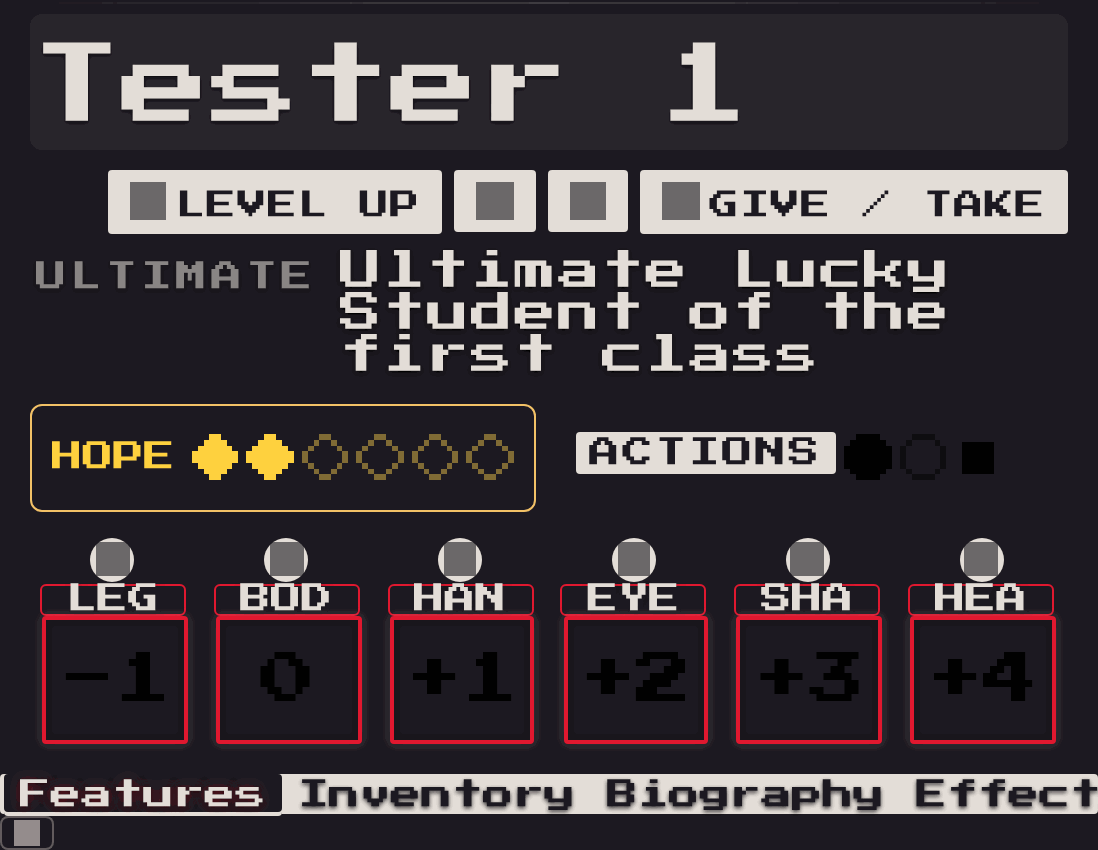 Tester 1
LEVEL UP GIVE / TAKE
ULTIMATE Ultimate Lucky
Student of the
first class
HOPE ACTIONS
LEG BOD HAN EYE SHA HEA
-1 0 +1 +2 +3 +4
Features Inventory Biography Effect